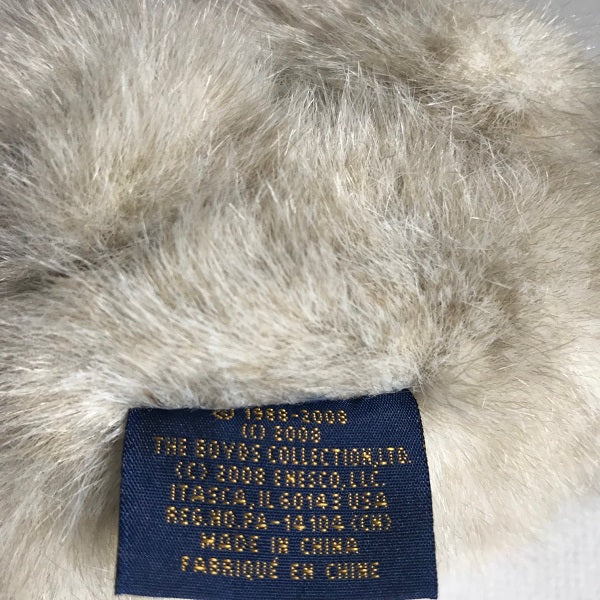 © 1988-2008
(C) 2008
THE BOYDS COLLECTION, LTD.
(C) 2008 ENESCO, LLC.
ITASCA, IL 60143 USA
REG. NO. PA-14104 (CN)
MADE IN CHINA
FABRIQUÉ EN CHINE